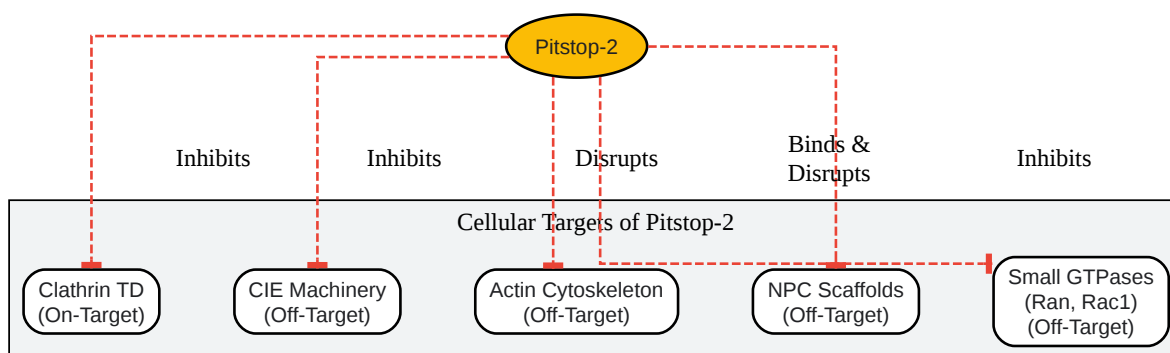 Pitstop-2
Inhibits
Inhibits
Disrupts
Binds &
Disrupts
Inhibits
Cellular Targets of Pitstop-2
Clathrin TD
(On-Target)
CIE Machinery
(Off-Target)
Actin Cytoskeleton
(Off-Target)
NPC Scaffolds
(Off-Target)
Small GTPases
(Ran, Rac1)
(Off-Target)